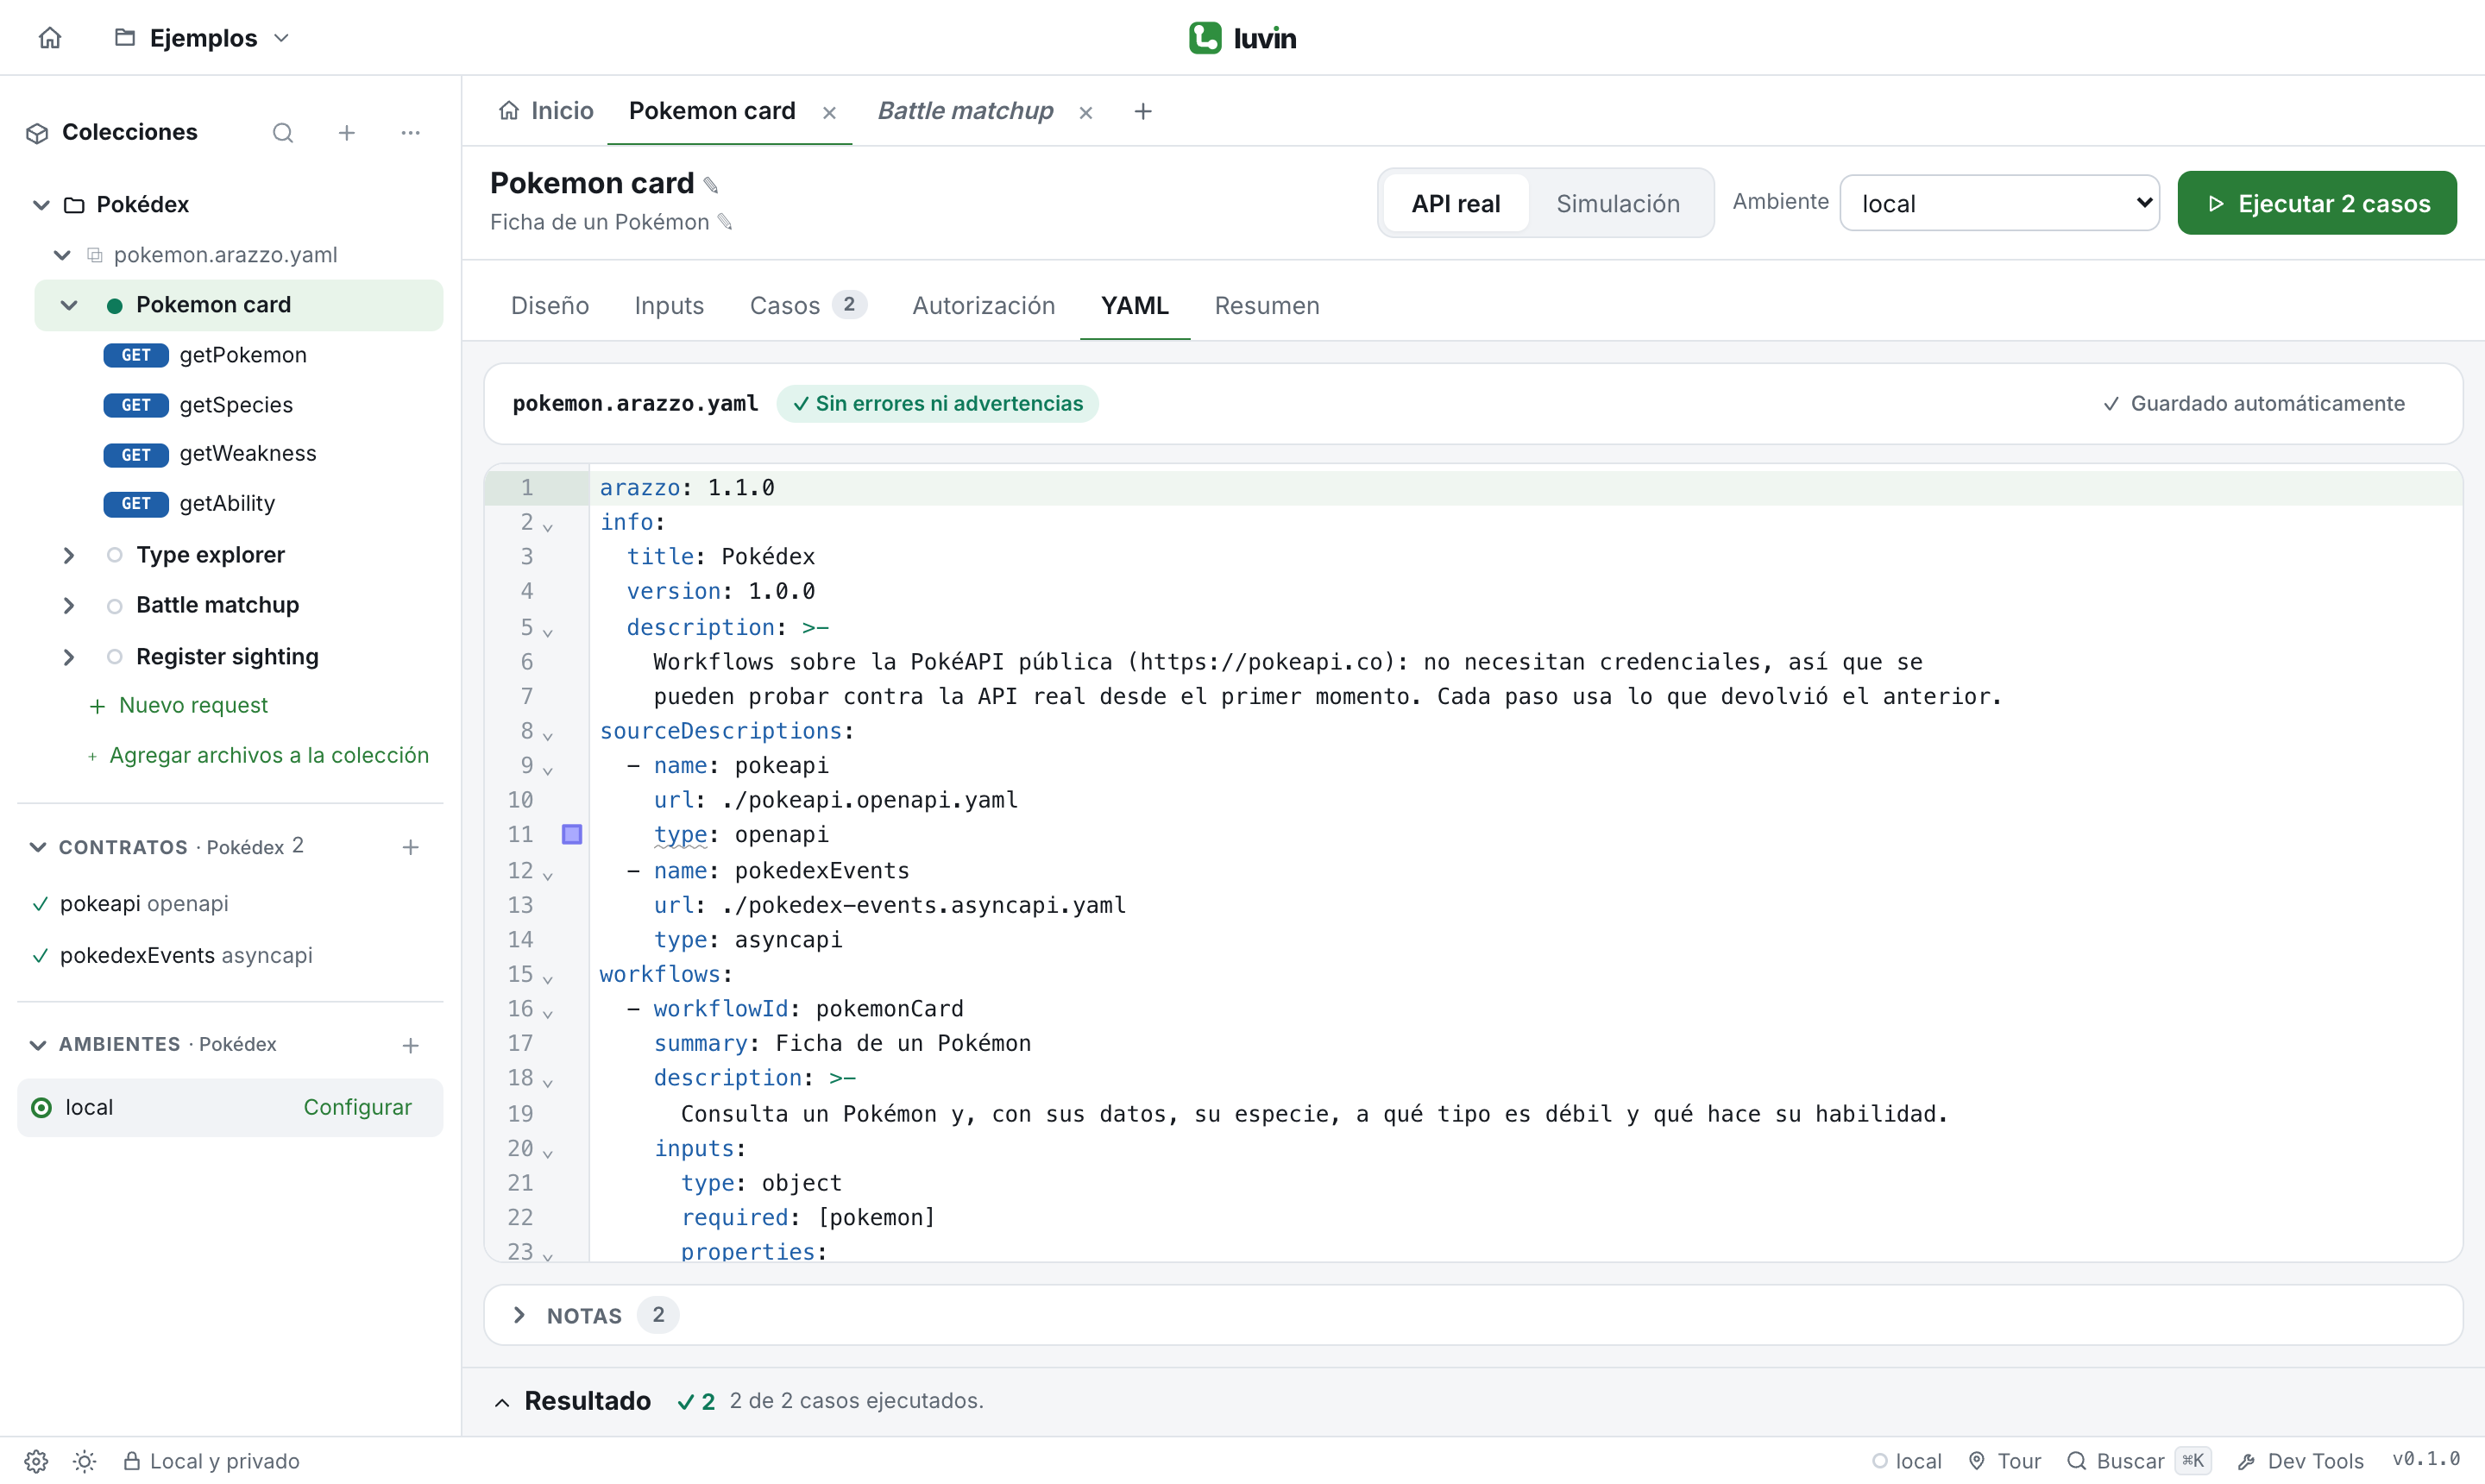 Ejemplos
luvin
Colecciones
Pokédex
pokemon.arazzo.yaml
Pokemon card
GET getPokemon
GET getSpecies
GET getWeakness
GET getAbility
Type explorer
Battle matchup
Register sighting
+ Nuevo request
+ Agregar archivos a la colección
CONTRATOS · Pokédex 2
pokeapi openapi
pokedexEvents asyncapi
AMBIENTES · Pokédex
local Configurar
Inicio Pokemon card × Battle matchup × +
Pokemon card
Ficha de un Pokémon
API real Simulación Ambiente local Ejecutar 2 casos
Diseño Inputs Casos 2 Autorización YAML Resumen
pokemon.arazzo.yaml ✓ Sin errores ni advertencias ✓ Guardado automáticamente
1 arazzo: 1.1.0
2 info:
3 title: Pokédex
4 version: 1.0.0
5 description: >-
6 Workflows sobre la PokéAPI pública (https://pokeapi.co): no necesitan credenciales, así que se
7 pueden probar contra la API real desde el primer momento. Cada paso usa lo que devolvió el anterior.
8 sourceDescriptions:
9 - name: pokeapi
10 url: ./pokeapi.openapi.yaml
11 type: openapi
12 - name: pokedexEvents
13 url: ./pokedex-events.asyncapi.yaml
14 type: asyncapi
15 workflows:
16 - workflowId: pokemonCard
17 summary: Ficha de un Pokémon
18 description: >-
19 Consulta un Pokémon y, con sus datos, su especie, a qué tipo es débil y qué hace su habilidad.
20 inputs:
21 type: object
22 required: [pokemon]
23 properties:
NOTAS 2
Resultado ✓ 2 2 de 2 casos ejecutados.
Local y privado
local Tour Buscar ⌘K Dev Tools v0.1.0